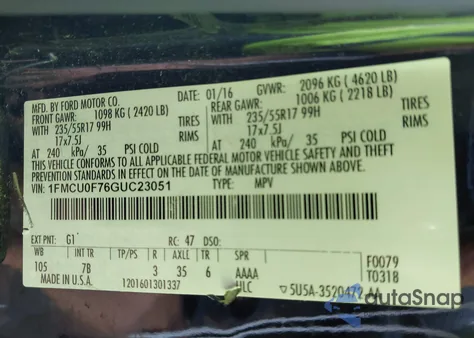 MFD. BY FORD MOTOR CO. DATE: 01/16 GVWR: 2096 KG (4620 LB)
FRONT GAWR: 1098 KG (2420 LB) REAR GAWR: 1006 KG (2218 LB)
WITH 235/55R17 99H TIRES WITH 235/55R17 99H TIRES
17x7.5J RIMS 17x7.5J
AT 240 kPa/ 35 PSI COLD AT 240 kPa/ 35 PSI COLD
THIS VEHICLE CONFORMS TO ALL APPLICABLE FEDERAL MOTOR VEHICLE SAFETY AND THEFT
PREVENTION STANDARDS IN EFFECT ON THE DATE OF MANUFACTURE SHOWN ABOVE.
VIN: 1FMCU0F76GUC23051 TYPE: MPV
EXT PNT: G1 RC: 47 DSO:
WB INT TR TP/PS R AXLE TR SPR
105 7B 3 35 6 AAAA F0079
T0318
MADE IN U.S.A. 1201601301337 ULC 5U5A-3520472 AA
autoSnap